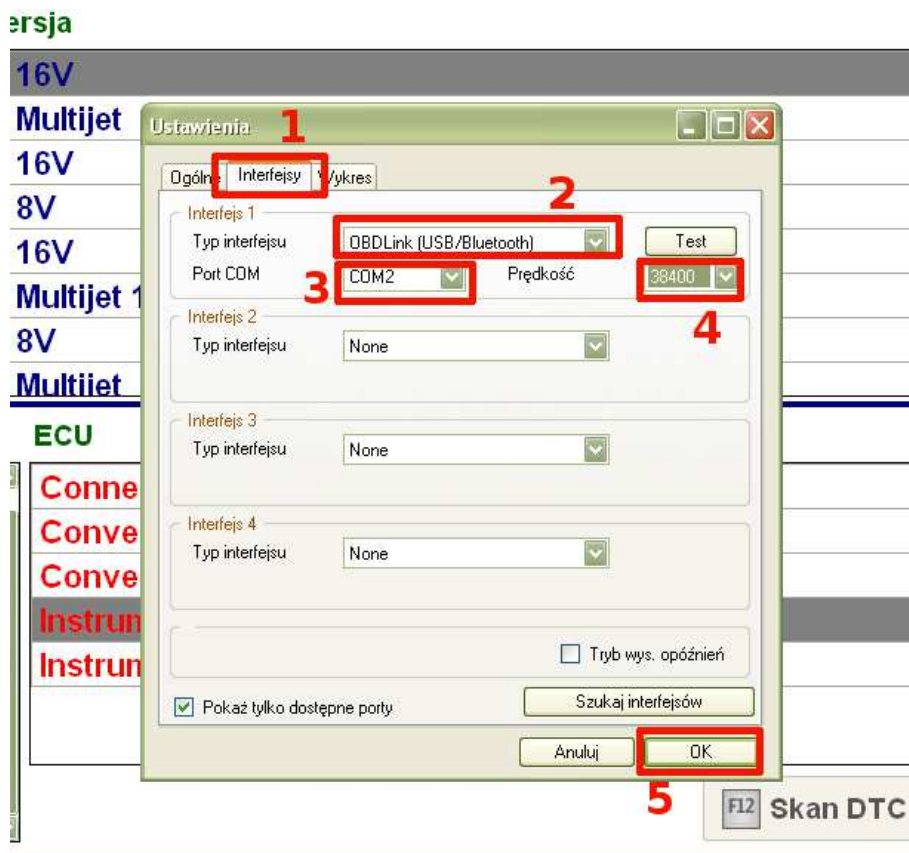 ersja
16V
Multijet
16V
8V
16V
Multijet 1
8V
Multijet
ECU
Conne
Conve
Conve
Instrun
Instrun
Ustawienia
1
Ogólne Interfejsy Wykres
2
Interfejs 1
Typ interfejsu OBDLink (USB/Bluetooth) Test
Port COM 3 COM2 Prędkość 38400
4
Interfejs 2
Typ interfejsu None
Interfejs 3
Typ interfejsu None
Interfejs 4
Typ interfejsu None
Tryb wys. opóźnień
Pokaż tylko dostępne porty Szukaj interfejsów
Anuluj OK
5
F12 Skan DTC